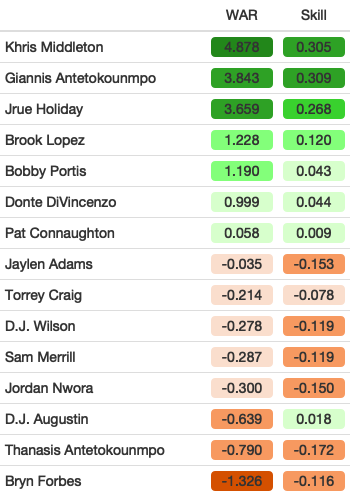 WAR Skill
Khris Middleton 4.878 0.305
Giannis Antetokounmpo 3.843 0.309
Jrue Holiday 3.659 0.268
Brook Lopez 1.228 0.120
Bobby Portis 1.190 0.043
Donte DiVincenzo 0.999 0.044
Pat Connaughton 0.058 0.009
Jaylen Adams -0.035 -0.153
Torrey Craig -0.214 -0.078
D.J. Wilson -0.278 -0.119
Sam Merrill -0.287 -0.119
Jordan Nwora -0.300 -0.150
D.J. Augustin -0.639 0.018
Thanasis Antetokounmpo -0.790 -0.172
Bryn Forbes -1.326 -0.116